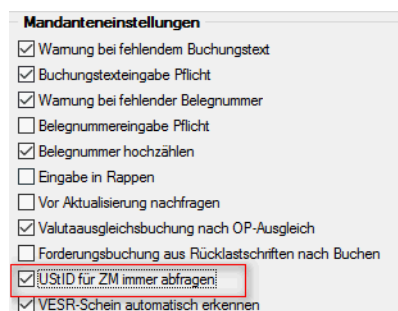 Mandanteneinstellungen
Warnung bei fehlendem Buchungstext
Buchungstexteingabe Pflicht
Warnung bei fehlender Belegnummer
Belegnummereingabe Pflicht
Belegnummer hochzählen
Eingabe in Rappen
Vor Aktualisierung nachfragen
Valutaausgleichsbuchung nach OP-Ausgleich
Forderungsbuchung aus Rücklastschriften nach Buchen
UStID für ZM immer abfragen
VESR-Schein automatisch erkennen